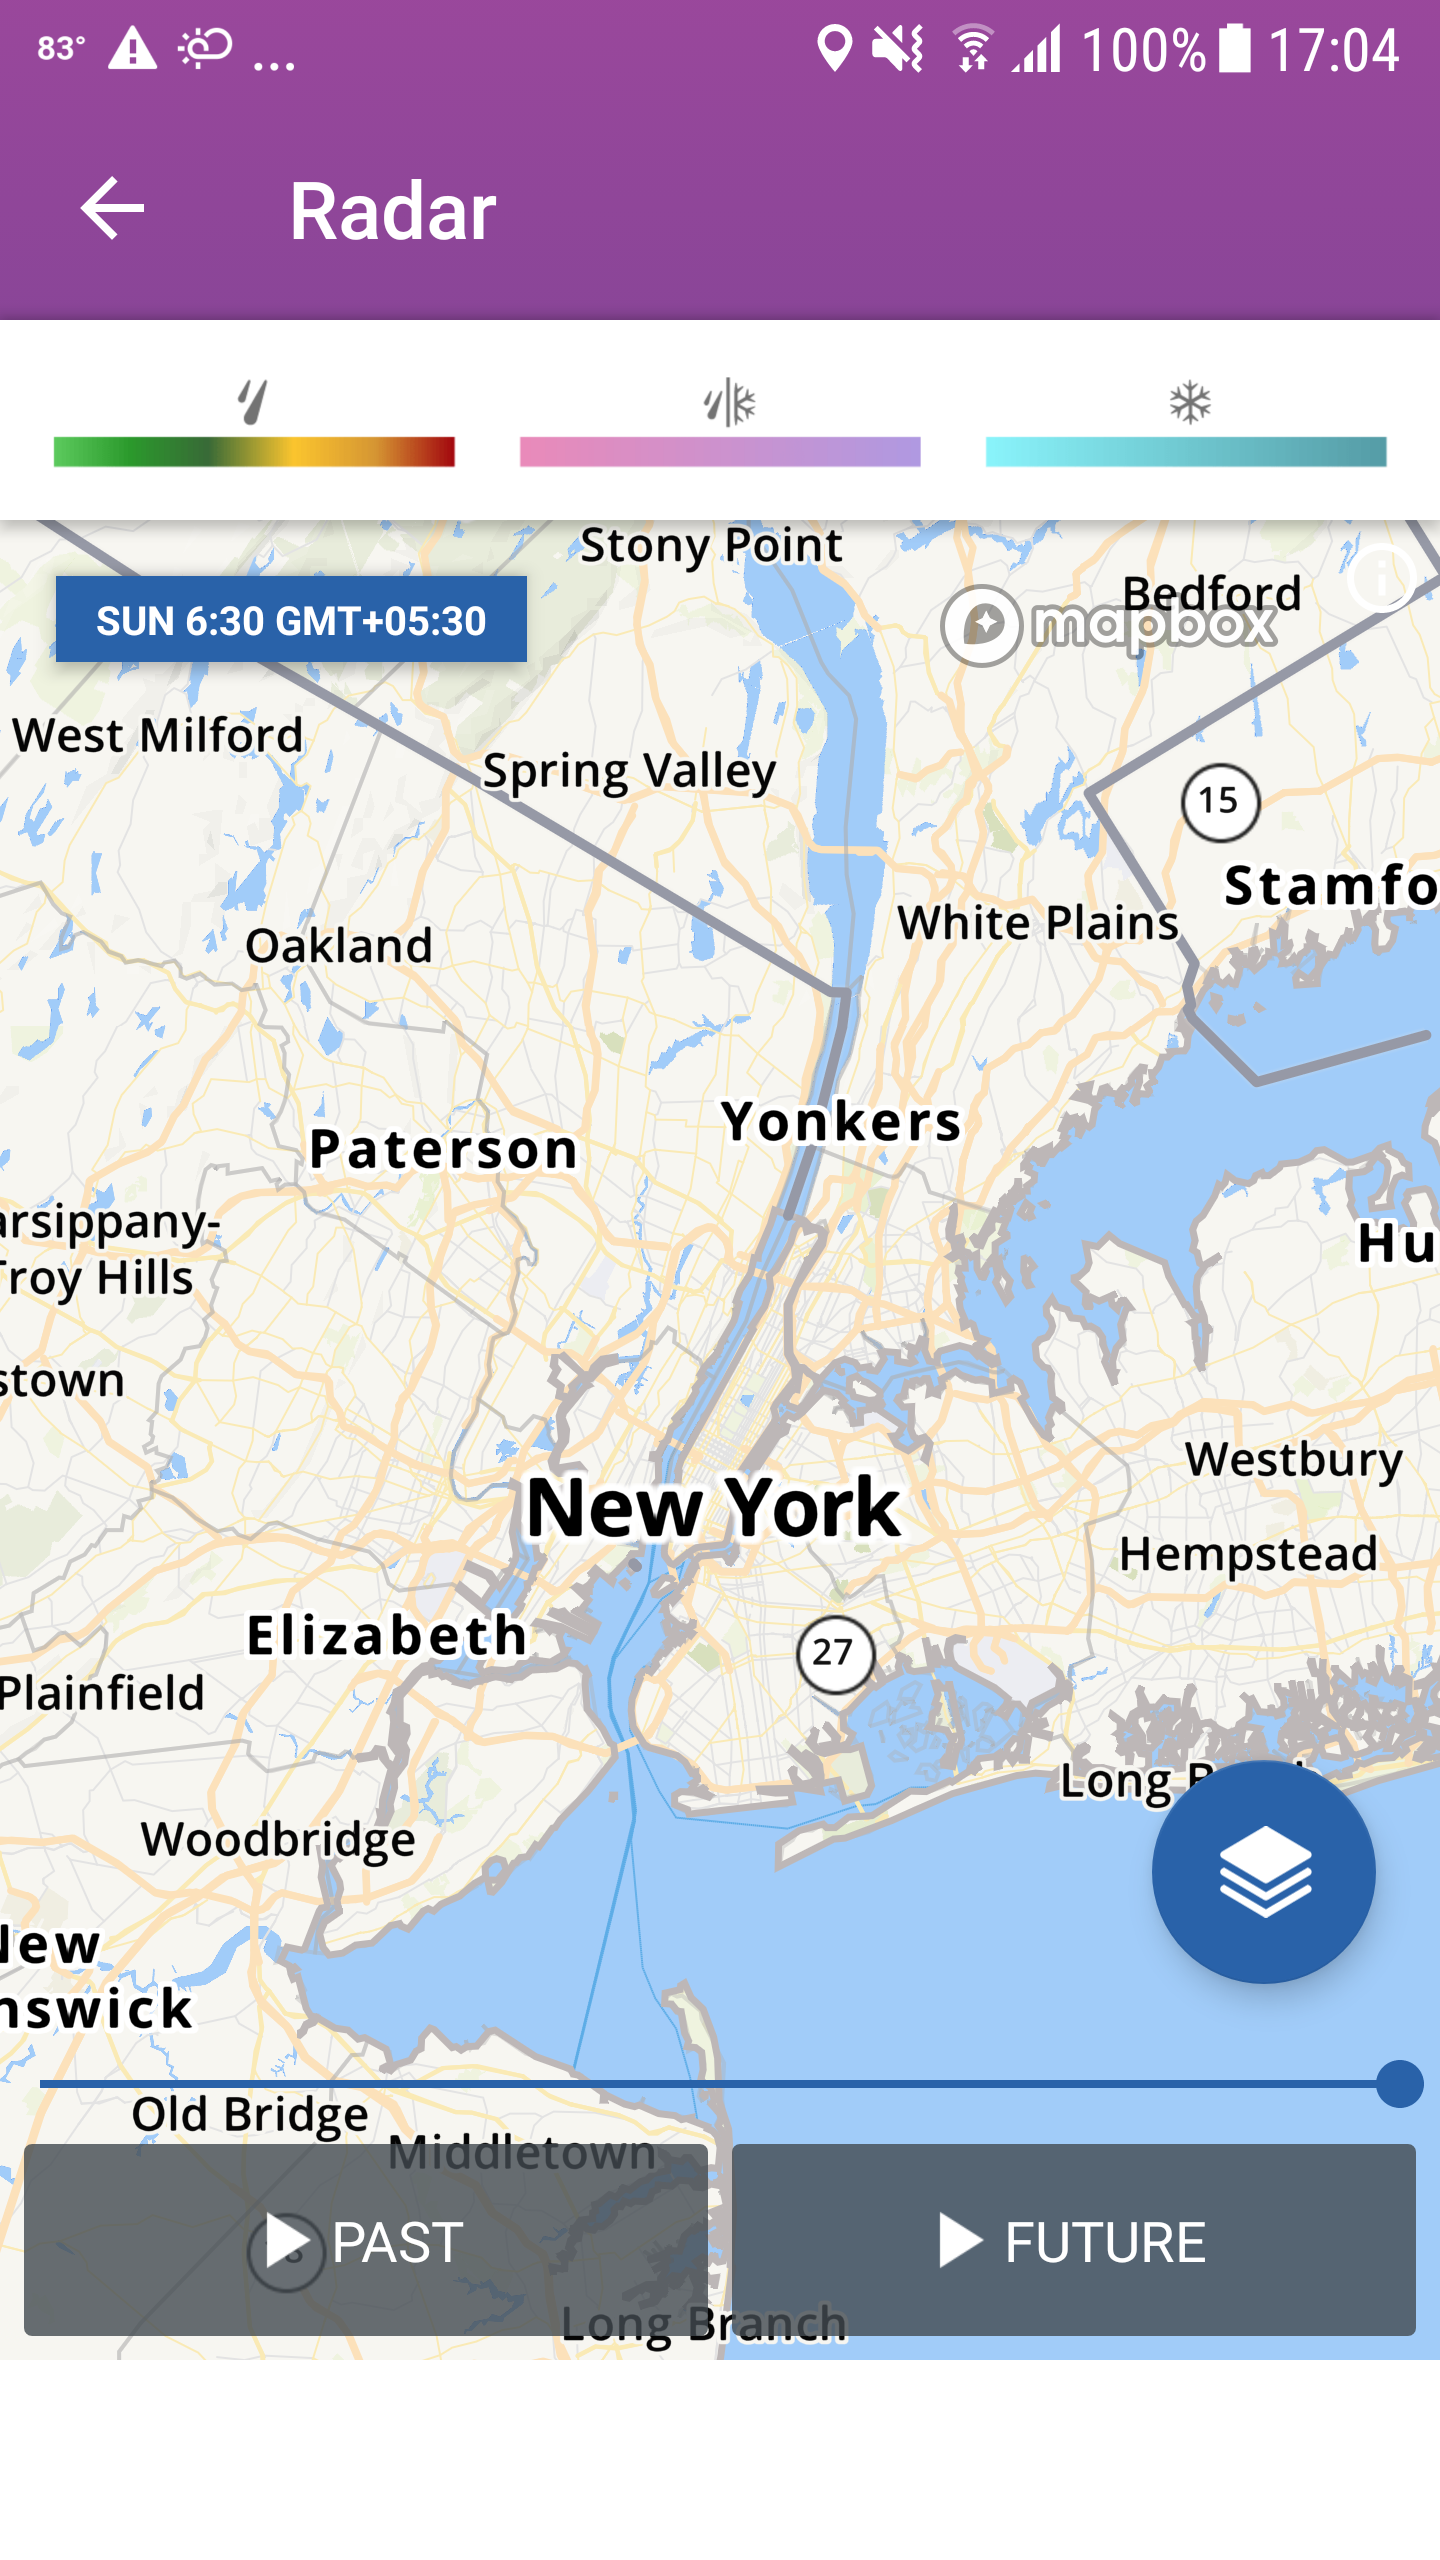 83°
100% 17:04
Radar
Stony Point
Bedford
SUN 6:30 GMT+05:30
mapbox
West Milford
Spring Valley
15
Stamfo
White Plains
Oakland
Yonkers
Paterson
arsippany-
Troy Hills
Hu
stown
Westbury
New York
Hempstead
Elizabeth
27
Plainfield
Long B
Woodbridge
New
nswick
Old Bridge
Middletown
PAST
FUTURE
Long Branch